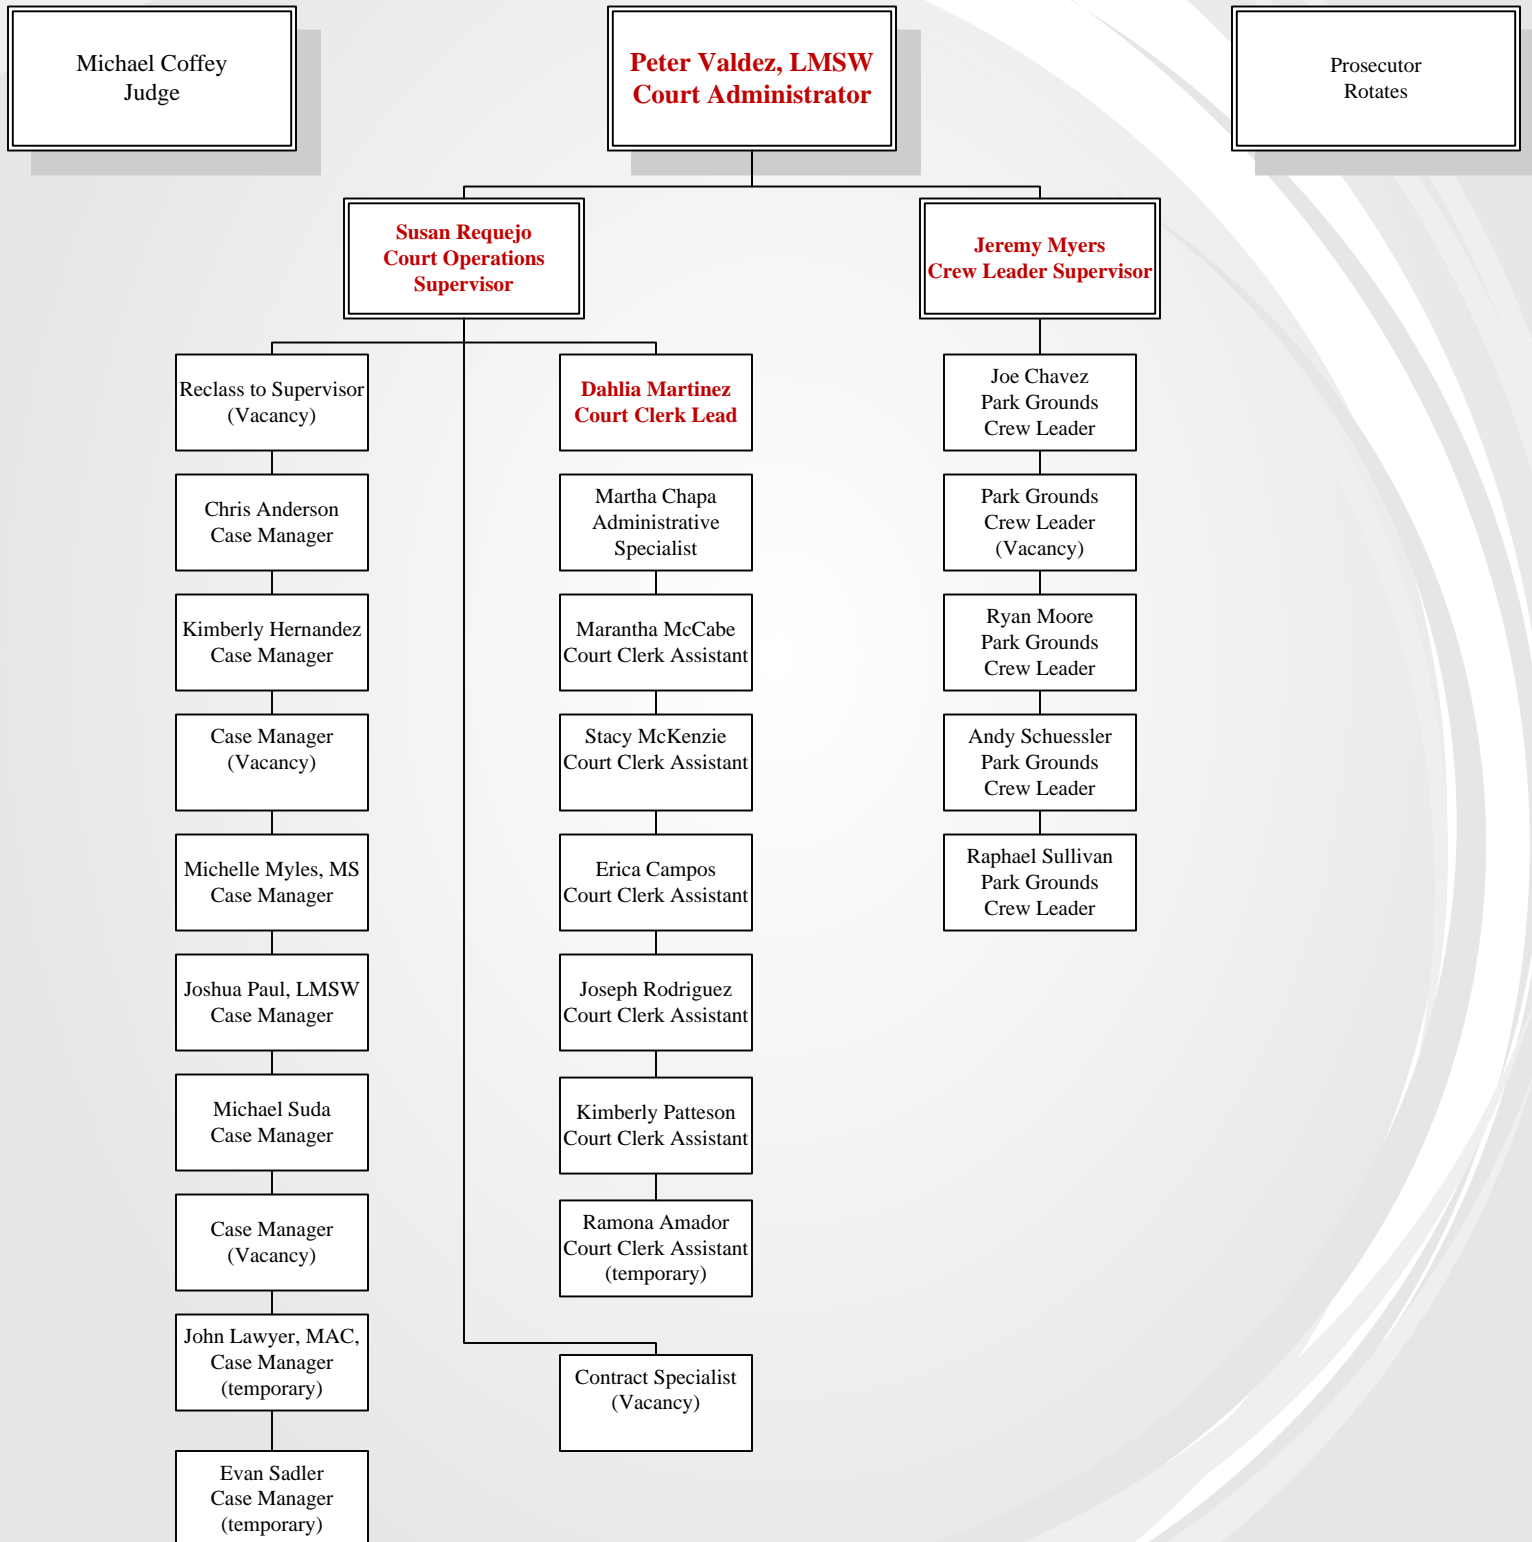 Michael Coffey
Judge
Peter Valdez, LMSW
Court Administrator
Prosecutor
Rotates
Susan Requejo
Court Operations
Supervisor
Jeremy Myers
Crew Leader Supervisor
Reclass to Supervisor
(Vacancy)
Chris Anderson
Case Manager
Kimberly Hernandez
Case Manager
Case Manager
(Vacancy)
Michelle Myles, MS
Case Manager
Joshua Paul, LMSW
Case Manager
Michael Suda
Case Manager
Case Manager
(Vacancy)
John Lawyer, MAC,
Case Manager
(temporary)
Evan Sadler
Case Manager
(temporary)
Dahlia Martinez
Court Clerk Lead
Martha Chapa
Administrative
Specialist
Marantha McCabe
Court Clerk Assistant
Stacy McKenzie
Court Clerk Assistant
Erica Campos
Court Clerk Assistant
Joseph Rodriguez
Court Clerk Assistant
Kimberly Patteson
Court Clerk Assistant
Ramona Amador
Court Clerk Assistant
(temporary)
Contract Specialist
(Vacancy)
Joe Chavez
Park Grounds
Crew Leader
Park Grounds
Crew Leader
(Vacancy)
Ryan Moore
Park Grounds
Crew Leader
Andy Schuessler
Park Grounds
Crew Leader
Raphael Sullivan
Park Grounds
Crew Leader